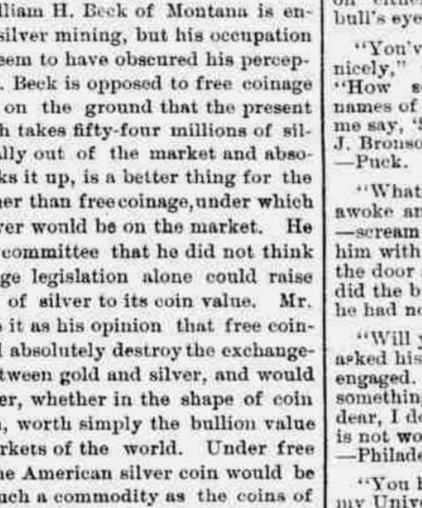 lliam H. Beck of Montana is en-
silver mining, but his occupation
eem to have obscured his percep-
. Beck is opposed to free coinage
on the ground that the present
h takes fifty-four millions of sil-
lly out of the market and abso-
ks it up, is a better thing for the
her than free coinage, under which
ver would be on the market. He
committee that he did not think
ge legislation alone could raise
of silver to its coin value. Mr.
it as his opinion that free coin-
l absolutely destroy the exchange-
tween gold and silver, and would
er, whether in the shape of coin
, worth simply the bullion value
rkets of the world. Under free
ne American silver coin would be
uch a commodity as the coins of
bull's eye
"You'v
nicely,"
"How s
names of
me say, 'S
J. Bronso
—Puck.
"What
awoke an
—scream
him with
the door
did the b
he had no
"Will y
asked his
engaged.
something
dear, I do
is not wo
—Philade
"You h
my Unive